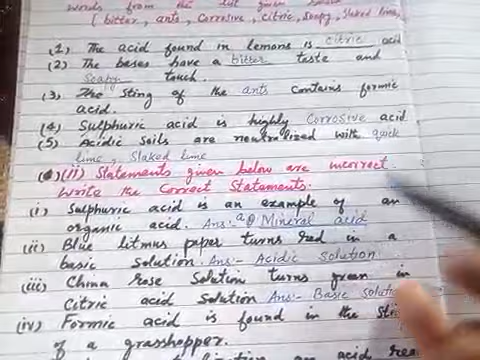 words from the list given
( bitter, ants, Corrosive, citric, Soapy, Slaked lime,
(1) The acid found in lemons is citric acid
(2) The bases have a bitter taste and
Soapy touch.
(3) The Sting of the ants contains formic
acid.
(4) Sulphuric acid is highly Corrosive acid
(5) Acidic Soils are neutralized with quick
lime, Slaked lime
(ii) Statements given below are incorrect.
Write the Correct Statements.
(i) Sulphuric acid is an example of an
organic acid. Ans:- a Mineral acid
(ii) Blue litmus paper turns red in a
basic solution. Ans:- Acidic solution
(iii) China rose Solution turns green in
Citric acid Solution Ans:- Basic
(iv) Formic acid is found in the
of a grasshopper.
an acid